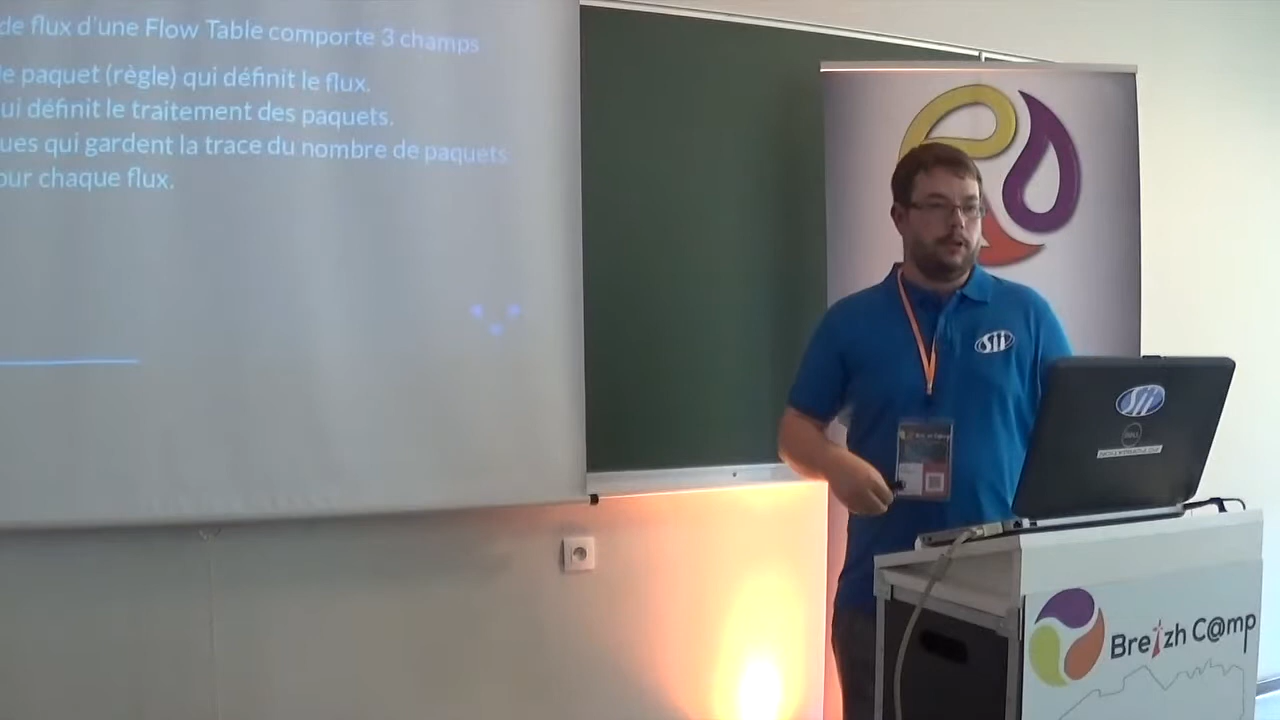 de flux d'une Flow Table comporte 3 champs
le paquet (règle) qui définit le flux.
ui définit le traitement des paquets.
ues qui gardent la trace du nombre de paquets
our chaque flux.
Sii
Sii
DELL
Breizh C@mp